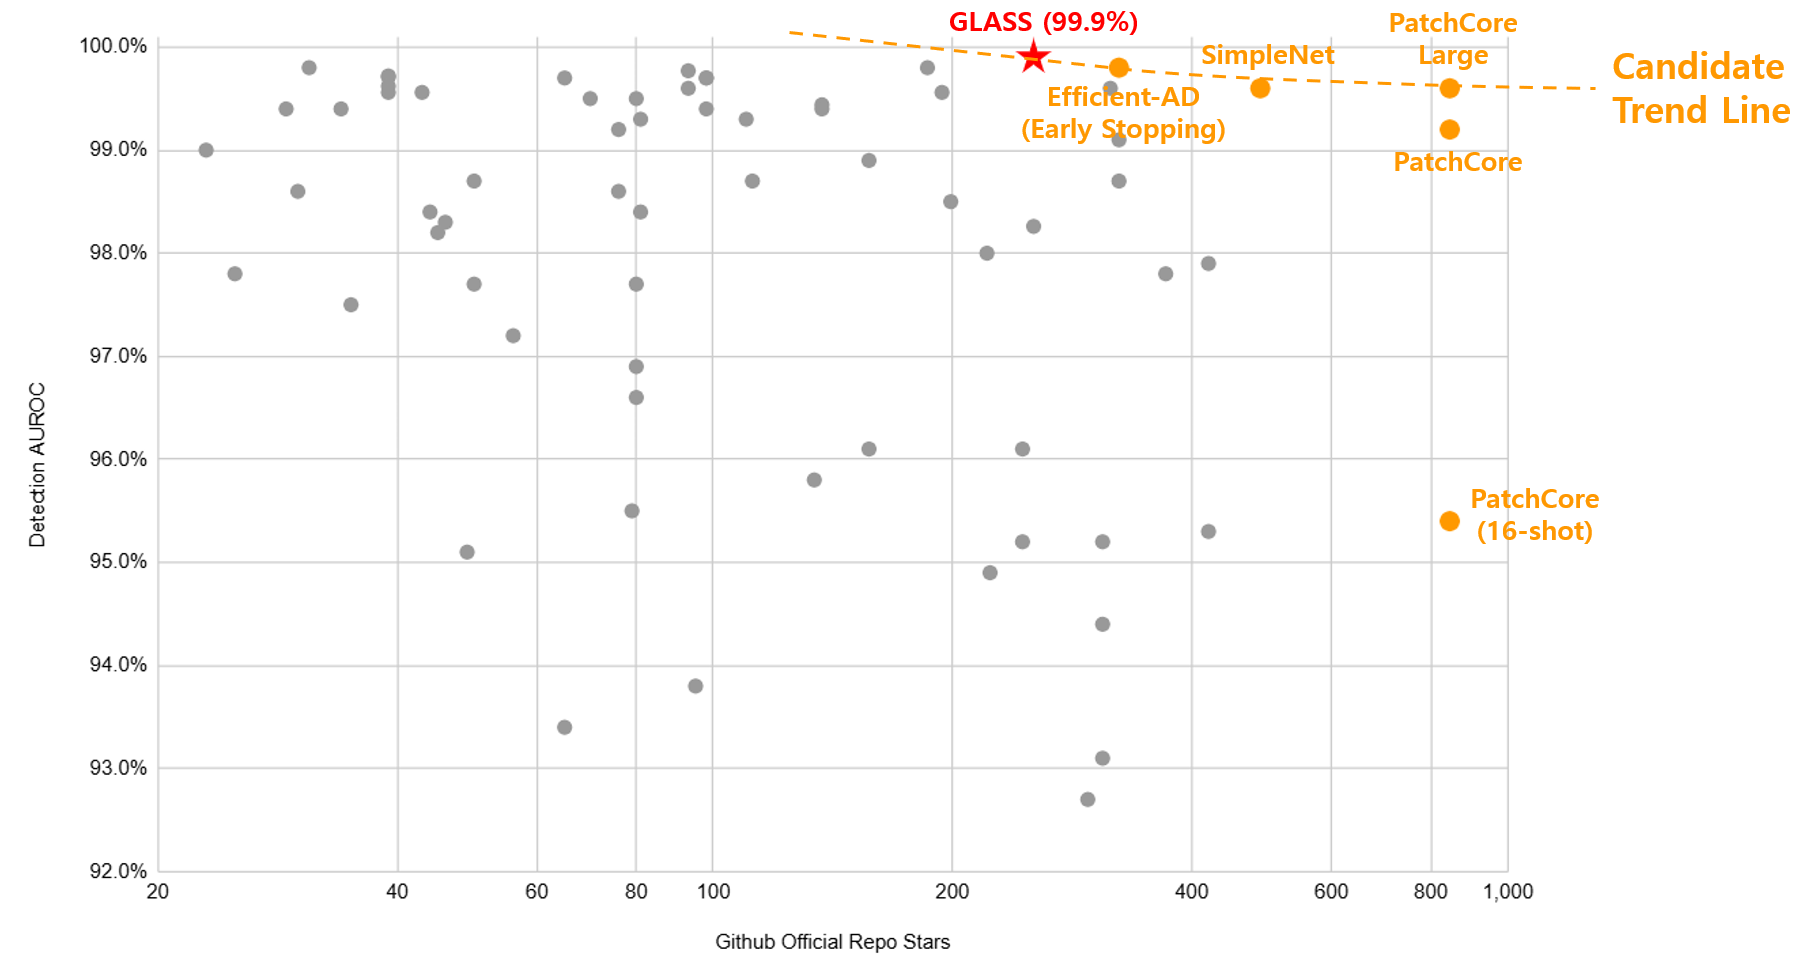 GLASS (99.9%)
PatchCore
Large
SimpleNet
Candidate
Trend Line
Efficient-AD
(Early Stopping)
PatchCore
PatchCore
(16-shot)
Detection AUROC
100.0%
99.0%
98.0%
97.0%
96.0%
95.0%
94.0%
93.0%
92.0%
20
40
60
80
100
200
400
600
800
1,000
Github Official Repo Stars